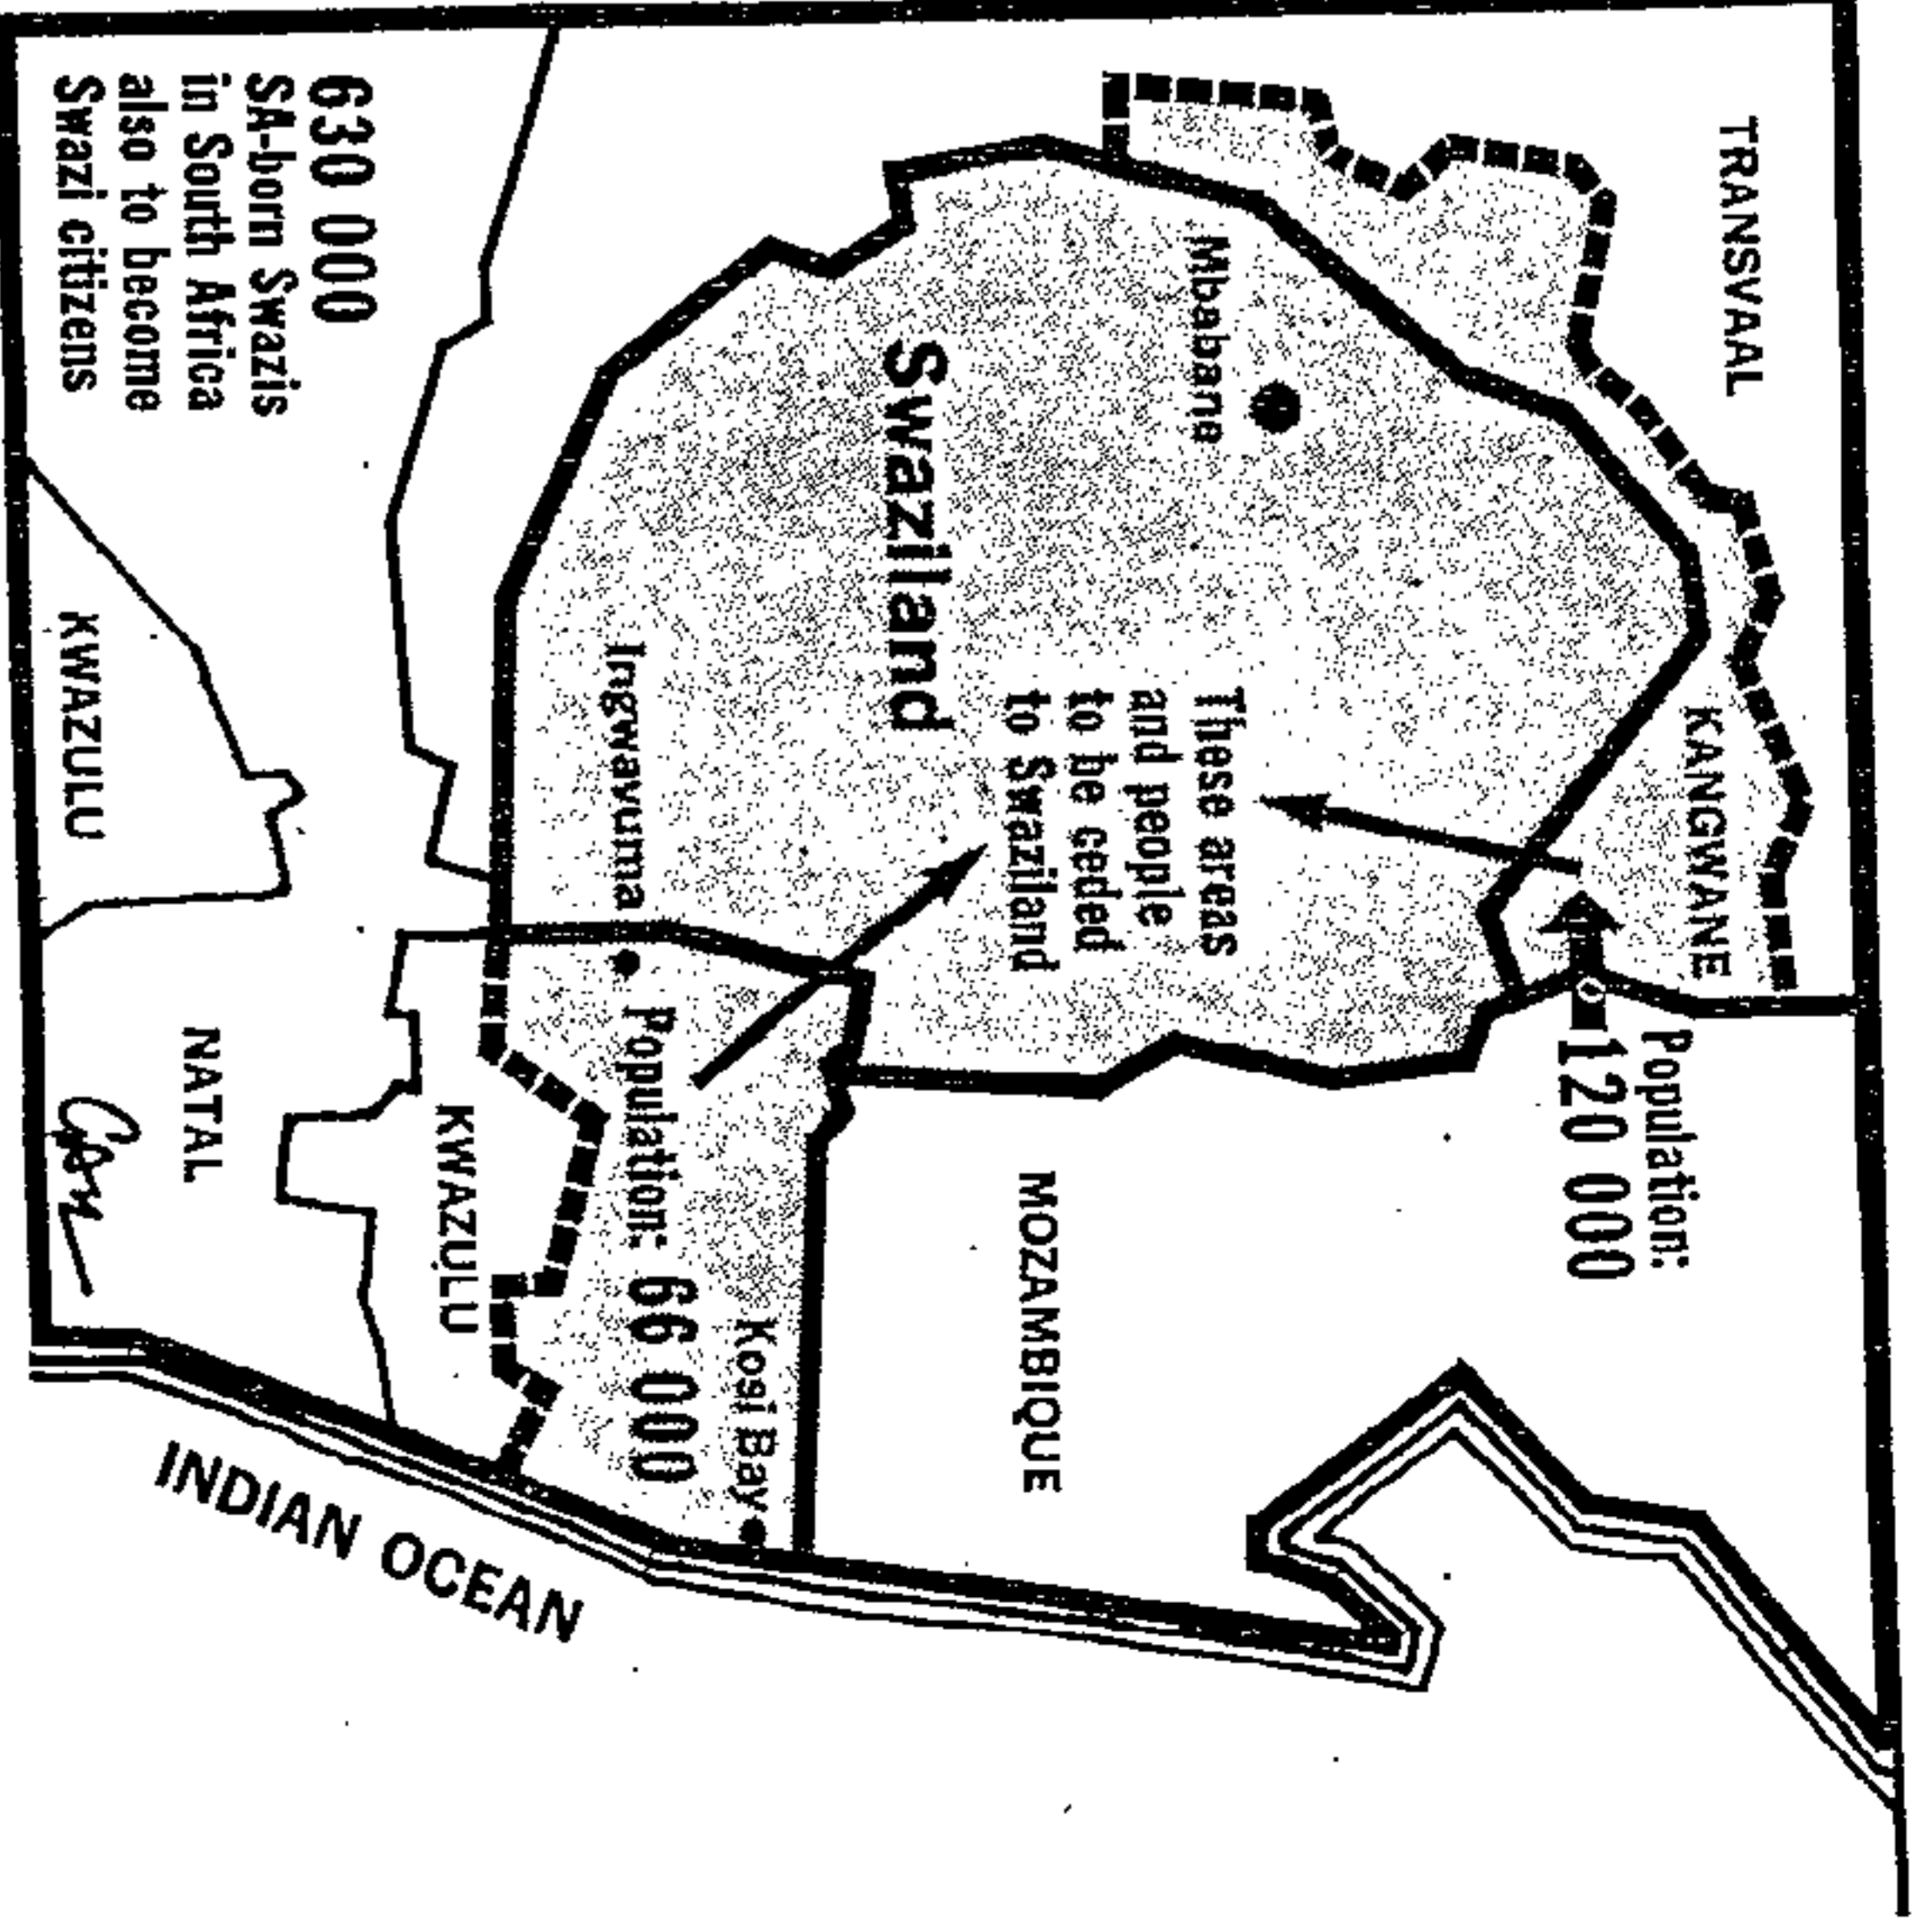 TRANSVAAL
KANGWANE
Population:
120 000
Mbabane
These areas
and people
to be ceded
to Swaziland
Swaziland
MOZAMBIQUE
Kosi Bay
Ingwavuma
Population: 66 000
KWAZULU
630 000
SA-born Swazis
in South Africa
also to become
Swazi citizens
KWAZULU
NATAL
INDIAN OCEAN